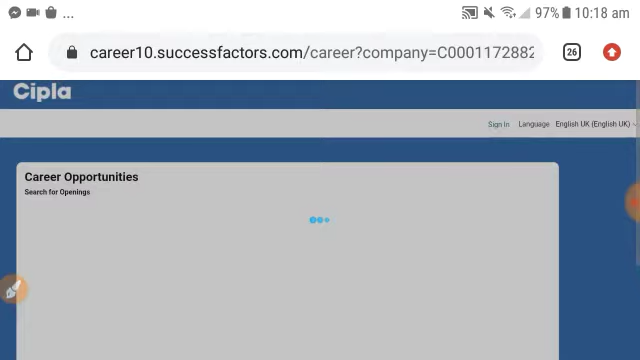 ... 97% 10:18 am
career10.successfactors.com/career?company=C0001172882 26
Cipla
Sign In Language English UK (English UK)
Career Opportunities
Search for Openings